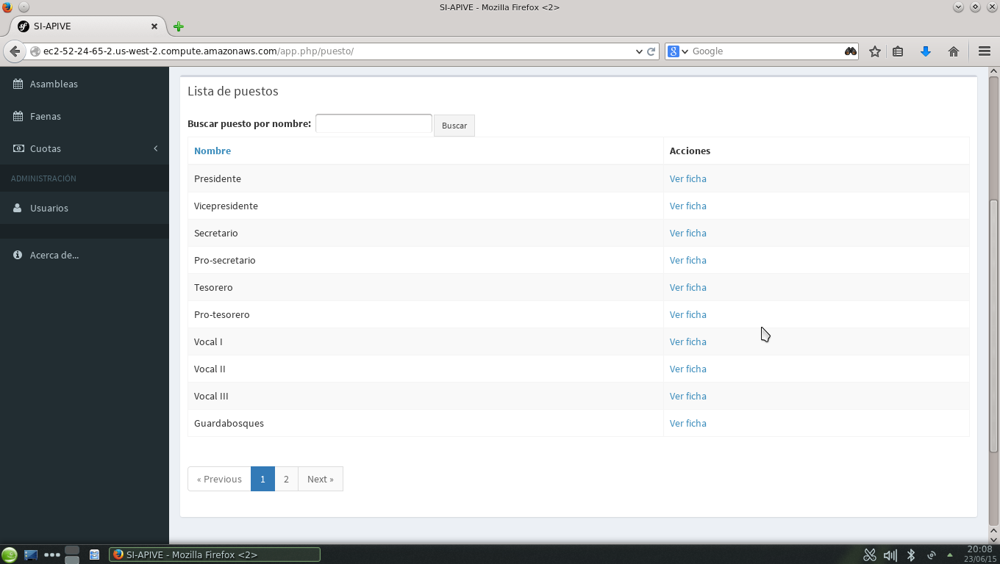 SI-APIVE - Mozilla Firefox <2>
SI-APIVE
ec2-52-24-65-2.us-west-2.compute.amazonaws.com/app.php/puesto/
Google
Asambleas
Faenas
Cuotas
ADMINISTRACIÓN
Usuarios
Acerca de...
Lista de puestos
Buscar puesto por nombre: Buscar
Nombre Acciones
Presidente Ver ficha
Vicepresidente Ver ficha
Secretario Ver ficha
Pro-secretario Ver ficha
Tesorero Ver ficha
Pro-tesorero Ver ficha
Vocal I Ver ficha
Vocal II Ver ficha
Vocal III Ver ficha
Guardabosques Ver ficha
« Previous 1 2 Next »
SI-APIVE - Mozilla Firefox <2>
20:08
23/06/15